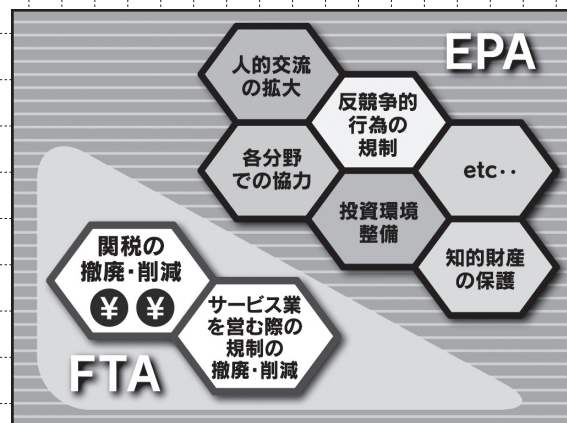 EPA
人的交流
の拡大
反競争的
行為の
規制
各分野
での協力
etc‥
投資環境
整備
知的財産
の保護
関税の
撤廃・削減
¥ ¥
サービス業
を営む際の
規制の
撤廃・削減
FTA